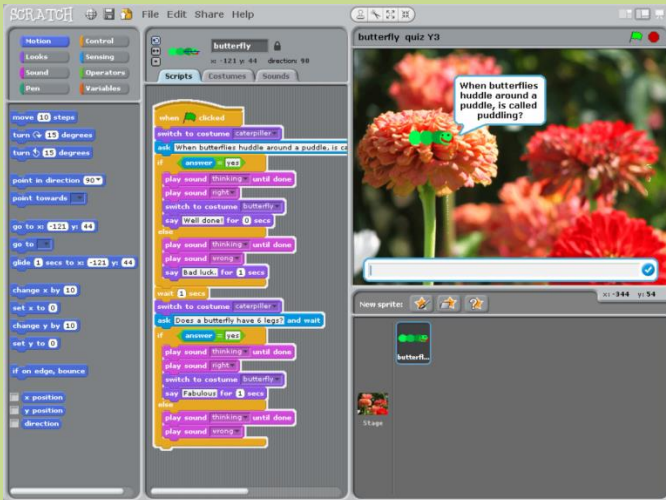 SCRATCH File Edit Share Help
Motion Control
Looks Sensing
Sound Operators
Pen Variables
move 10 steps
turn 15 degrees
turn 15 degrees
point in direction 90
point towards
go to x: -121 y: 44
go to
glide 1 secs to x: -121 y: 44
change x by 10
set x to 0
change y by 10
set y to 0
if on edge, bounce
x position
y position
direction
butterfly
x: -121 y: 44 direction: 90
Scripts Costumes Sounds
when clicked
switch to costume caterpiller
ask When butterflies huddle around a puddle, is ca
if answer = yes
play sound thinking until done
play sound right
switch to costume butterfly
say Well done! for 0 secs
else
play sound thinking until done
play sound wrong
say Bad luck. for 1 secs
wait 1 secs
switch to costume caterpiller
ask Does a butterfly have 6 legs? and wait
if answer = yes
play sound thinking until done
play sound right
switch to costume butterfly
say Fabulous for 1 secs
else
play sound thinking until done
play sound wrong
butterfly quiz Y3
When butterflies
huddle around a
puddle, is called
puddling?
x: -344 y: 54
New sprite:
butterfl...
Stage